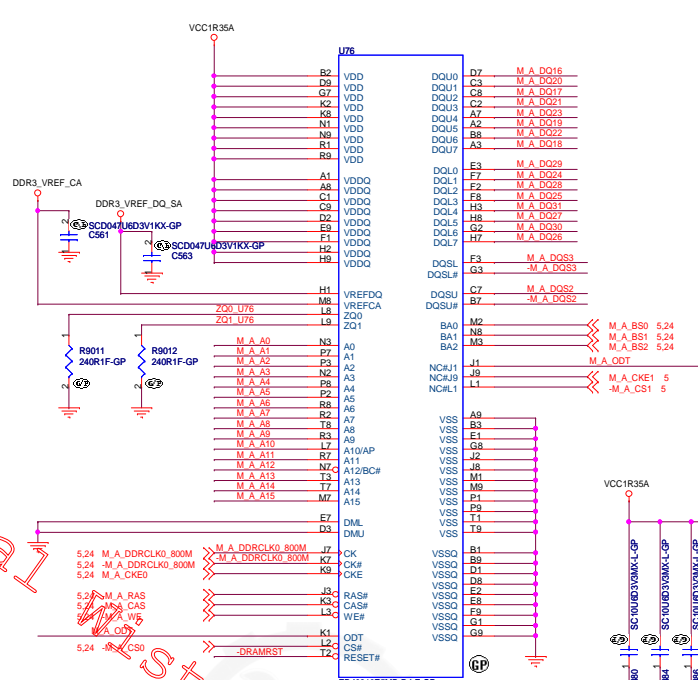 VCC1R35A
U76
B2 VDD
D9 VDD
G7 VDD
K2 VDD
K8 VDD
N1 VDD
N9 VDD
R1 VDD
R9 VDD
A1 VDDQ
A8 VDDQ
C1 VDDQ
C9 VDDQ
D2 VDDQ
E9 VDDQ
F1 VDDQ
H2 VDDQ
H9 VDDQ
H1 VREFDQ
M8 VREFCA
ZQ0_U76 L8 ZQ0
ZQ1_U76 L9 ZQ1
DDR3_VREF_CA
DDR3_VREF_DQ_SA
2
SCD047U6D3V1KX-GP
C561
1
2
SCD047U6D3V1KX-GP
C563
1
1
R9011
240R1F-GP
2
1
R9012
240R1F-GP
2
M_A_A0 N3 A0
M_A_A1 P7 A1
M_A_A2 P3 A2
M_A_A3 N2 A3
M_A_A4 P8 A4
M_A_A5 P2 A5
M_A_A6 R8 A6
M_A_A7 R2 A7
M_A_A8 T8 A8
M_A_A9 R3 A9
M_A_A10 L7 A10/AP
M_A_A11 R7 A11
M_A_A12 N7 A12/BC#
M_A_A13 T3 A13
M_A_A14 T7 A14
M_A_A15 M7 A15
E7 DML
D3 DMU
5,24 M_A_DDRCLK0_800M M_A_DDRCLK0_800M J7 CK
5,24 -M_A_DDRCLK0_800M -M_A_DDRCLK0_800M K7 CK#
5,24 M_A_CKE0 K9 CKE
5,24 -M_A_RAS J3 RAS#
5,24 -M_A_CAS K3 CAS#
5,24 -M_A_WE L3 WE#
M_A_ODT K1 ODT
5,24 -M_A_CS0 L2 CS#
-DRAMRST T2 RESET#
DQU0 D7 M_A_DQ16
DQU1 C3 M_A_DQ20
DQU2 C8 M_A_DQ17
DQU3 C2 M_A_DQ21
DQU4 A7 M_A_DQ23
DQU5 A2 M_A_DQ19
DQU6 B8 M_A_DQ22
DQU7 A3 M_A_DQ18
DQL0 E3 M_A_DQ29
DQL1 F7 M_A_DQ24
DQL2 F2 M_A_DQ28
DQL3 F8 M_A_DQ25
DQL4 H3 M_A_DQ31
DQL5 H8 M_A_DQ27
DQL6 G2 M_A_DQ30
DQL7 H7 M_A_DQ26
DQSL F3 M_A_DQS3
DQSL# G3 -M_A_DQS3
DQSU C7 M_A_DQS2
DQSU# B7 -M_A_DQS2
BA0 M2 M_A_BS0 5,24
BA1 N8 M_A_BS1 5,24
BA2 M3 M_A_BS2 5,24
NC#J1 J1 M_A_ODT
NC#J9 J9 M_A_CKE1 5
NC#L1 L1 -M_A_CS1 5
VSS A9
VSS B3
VSS E1
VSS G8
VSS J2
VSS J8
VSS M1
VSS M9
VSS P1
VSS P9
VSS T1
VSS T9
VSSQ B1
VSSQ B9
VSSQ D1
VSSQ D8
VSSQ E2
VSSQ E8
VSSQ F9
VSSQ G1
VSSQ G9
GP
VCC1R35A
SC10U6D3V3MX-L-GP
SC10U6D3V3MX-L-GP
Wist